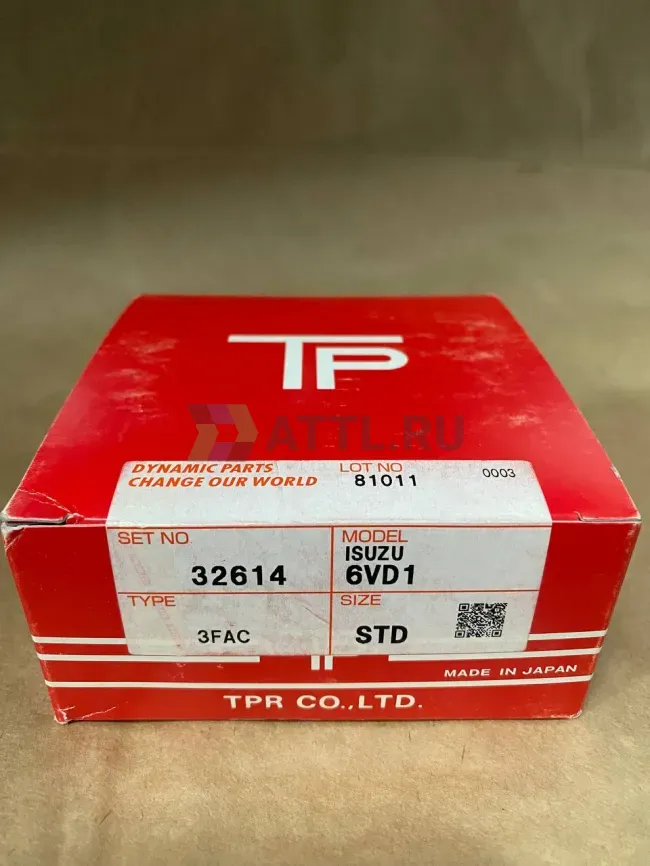 TP
ATTL.RU
DYNAMIC PARTS
CHANGE OUR WORLD
LOT NO
81011
0003
SET NO
32614
MODEL
ISUZU
6VD1
TYPE
3FAC
SIZE
STD
MADE IN JAPAN
TPR CO.,LTD.